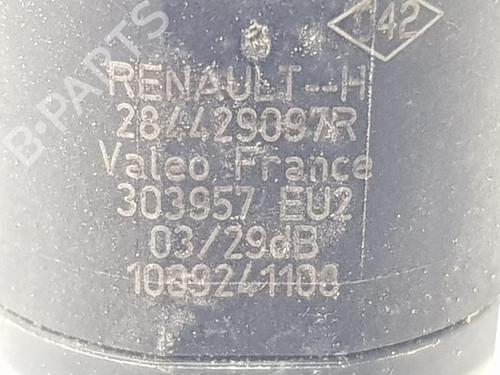 042
RENAULT--H
284429097R
Valeo France
303957 EU2
03/29dB
1089241108
B-PARTS